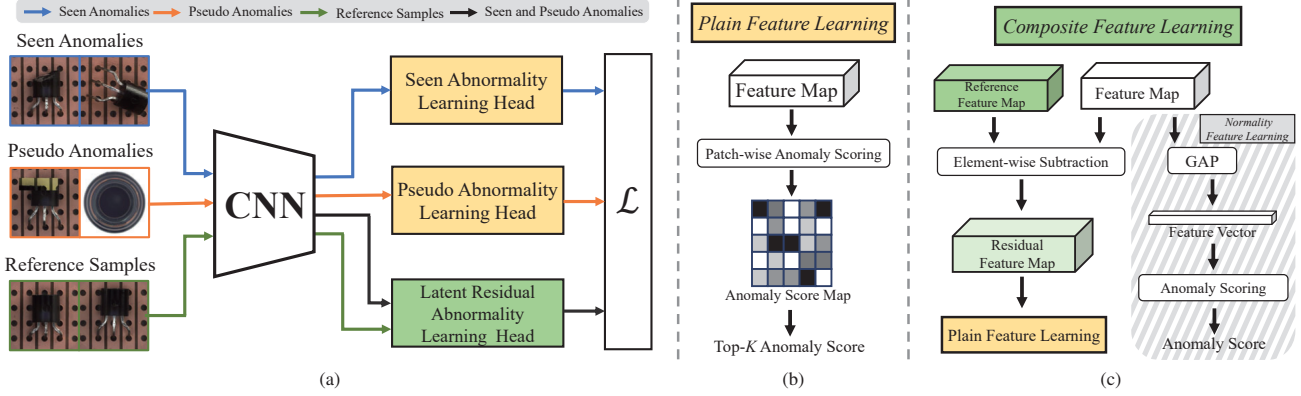 Seen Anomalies
Pseudo Anomalies
Reference Samples
Seen and Pseudo Anomalies
Seen Anomalies
Pseudo Anomalies
Reference Samples
CNN
Seen Abnormality
Learning Head
Pseudo Abnormality
Learning Head
Latent Residual
Abnormality
Learning Head
ℒ
(a)
Plain Feature Learning
Feature Map
Patch-wise Anomaly Scoring
Anomaly Score Map
Top-K Anomaly Score
(b)
Composite Feature Learning
Reference
Feature Map
Feature Map
Normality
Feature Learning
Element-wise Subtraction
GAP
Residual
Feature Map
Feature Vector
Anomaly Scoring
Plain Feature Learning
Anomaly Score
(c)